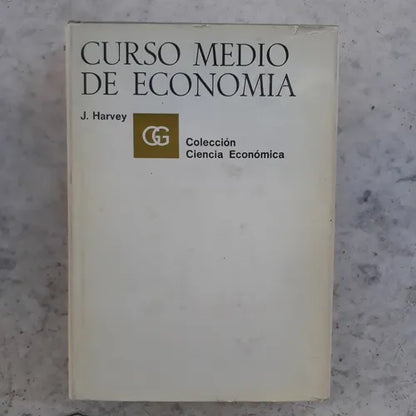 CURSO MEDIO
DE ECONOMIA
J. Harvey
GG
Colección
Ciencia Económica